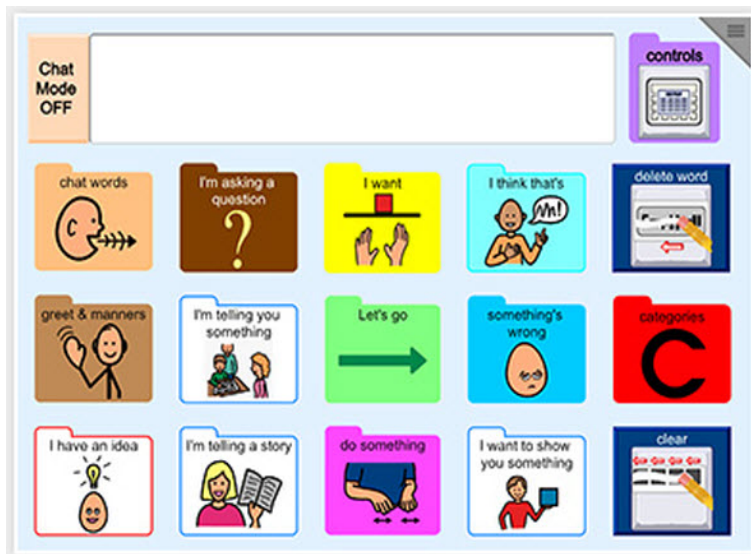 Chat
Mode
OFF
controls
chat words
I'm asking a
question
?
I want
I think that's
Mm!
delete word
greet & manners
I'm telling you
something
Let's go
something's
wrong
categories
C
I have an idea
I'm telling a story
do something
I want to show
you something
clear